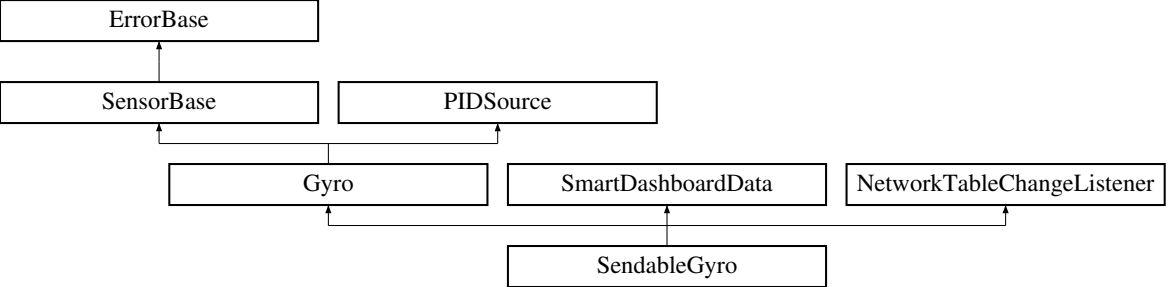 ErrorBase
SensorBase
PIDSource
Gyro
SmartDashboardData
NetworkTableChangeListener
SendableGyro